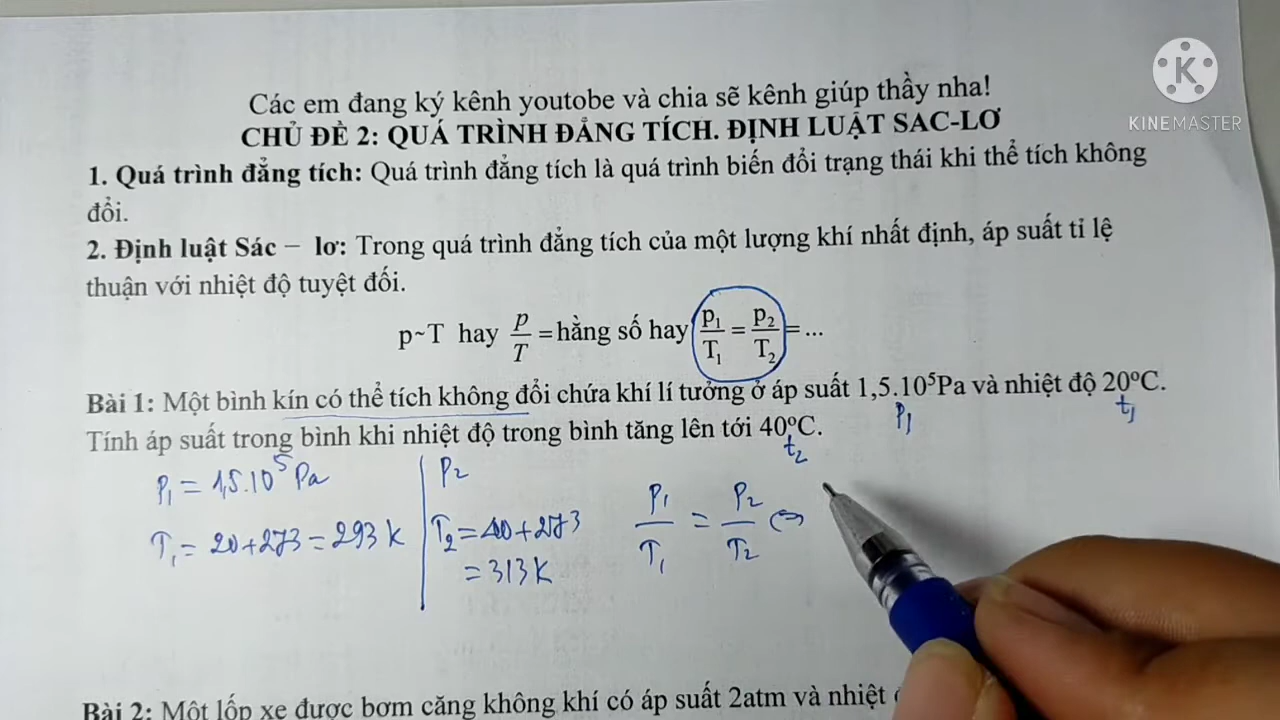 KINEMASTER
Các em đang ký kênh youtobe và chia sẽ kênh giúp thầy nha!
CHỦ ĐỀ 2: QUÁ TRÌNH ĐẲNG TÍCH. ĐỊNH LUẬT SAC-LƠ
1. Quá trình đẳng tích: Quá trình đẳng tích là quá trình biến đổi trạng thái khi thể tích không
đổi.
2. Định luật Sác – lơ: Trong quá trình đẳng tích của một lượng khí nhất định, áp suất tỉ lệ
thuận với nhiệt độ tuyệt đối.
p~T hay p/T = hằng số hay p₁/T₁ = p₂/T₂ = ...
Bài 1: Một bình kín có thể tích không đổi chứa khí lí tưởng ở áp suất 1,5.10⁵Pa và nhiệt độ 20⁰C.
P₁ t₁
Tính áp suất trong bình khi nhiệt độ trong bình tăng lên tới 40⁰C.
t₂
P₁ = 1,5.10⁵ Pa
T₁ = 20+273 = 293 K
P₂
T₂ = 40+273
= 313 K
P₁/T₁ = P₂/T₂ ⇔
Bài 2: Một lốp xe được bơm căng không khí có áp suất 2atm và nhiệt